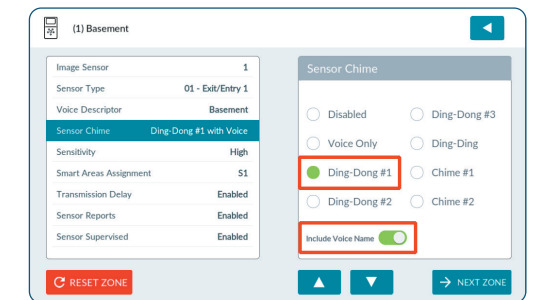 (1) Basement
Image Sensor 1
Sensor Type 01 - Exit/Entry 1
Voice Descriptor Basement
Sensor Chime Ding-Dong #1 with Voice
Sensitivity High
Smart Areas Assignment S1
Transmission Delay Enabled
Sensor Reports Enabled
Sensor Supervised Enabled
Sensor Chime
Disabled Ding-Dong #3
Voice Only Ding-Ding
Ding-Dong #1 Chime #1
Ding-Dong #2 Chime #2
Include Voice Name
RESET ZONE
NEXT ZONE